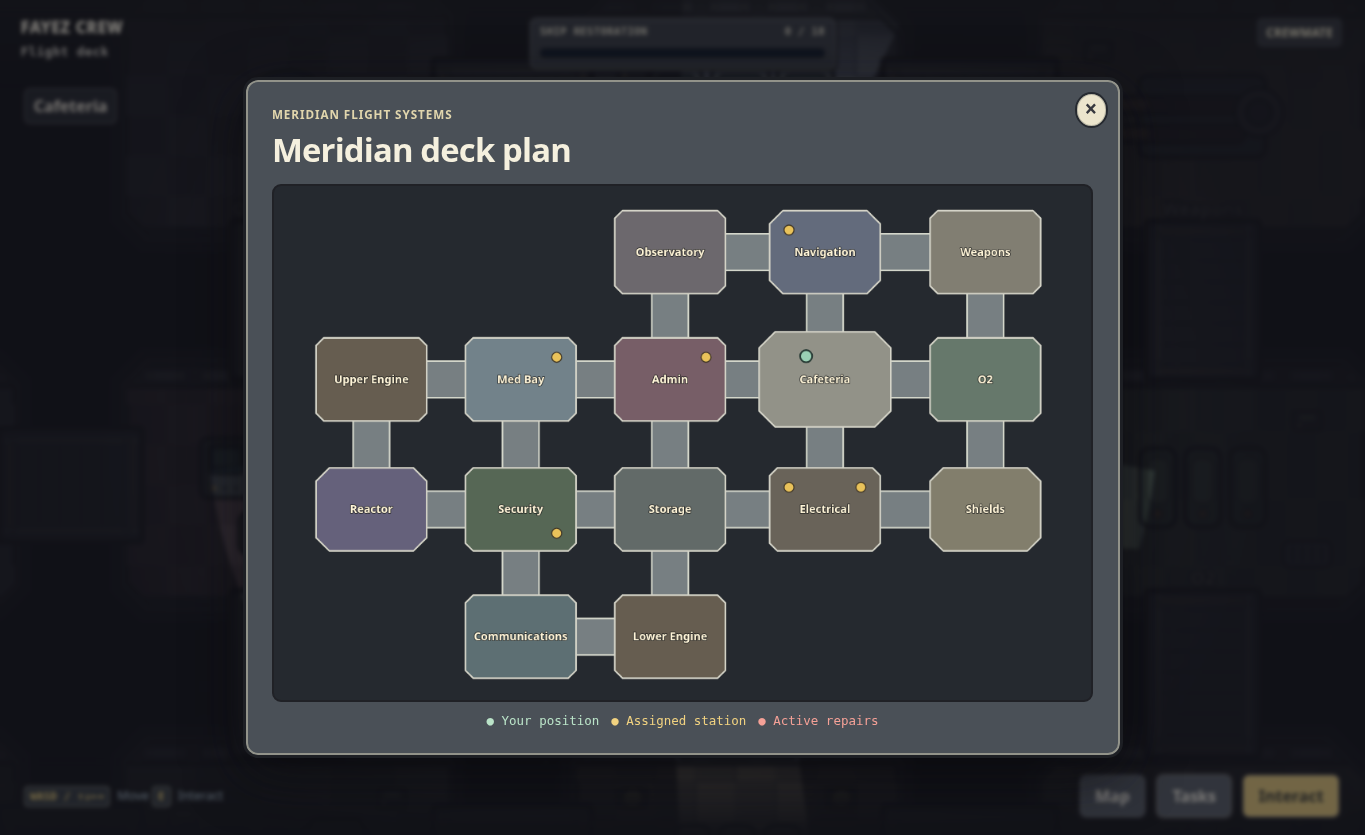 FAYEZ CREW
Flight deck
SHIP RESTORATION 0 / 10
CREWMATE
Cafeteria
MERIDIAN FLIGHT SYSTEMS
×
Meridian deck plan
Observatory
Navigation
Weapons
Upper Engine
Med Bay
Admin
Cafeteria
O2
Reactor
Security
Storage
Electrical
Shields
Communications
Lower Engine
● Your position ● Assigned station ● Active repairs
Move E Interact
Map
Tasks
Interact